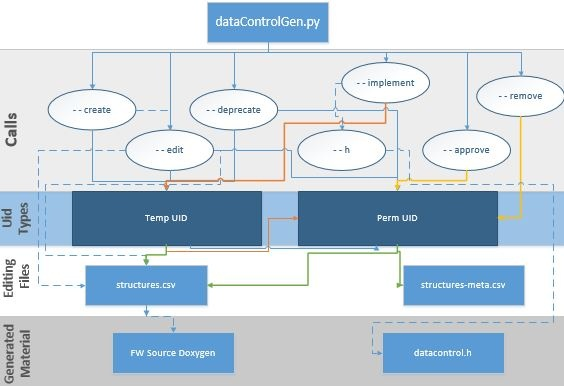 dataControlGen.py
Calls
- - create
- - deprecate
- - implement
- - remove
- - edit
- - h
- - approve
Uid
Types
Temp UID
Perm UID
Editing
Files
structures.csv
structures-meta.csv
Generated
Material
FW Source Doxygen
datacontrol.h